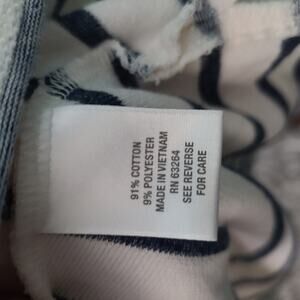 91% COTTON
9% POLYESTER
MADE IN VIETNAM
RN 63264
SEE REVERSE
FOR CARE